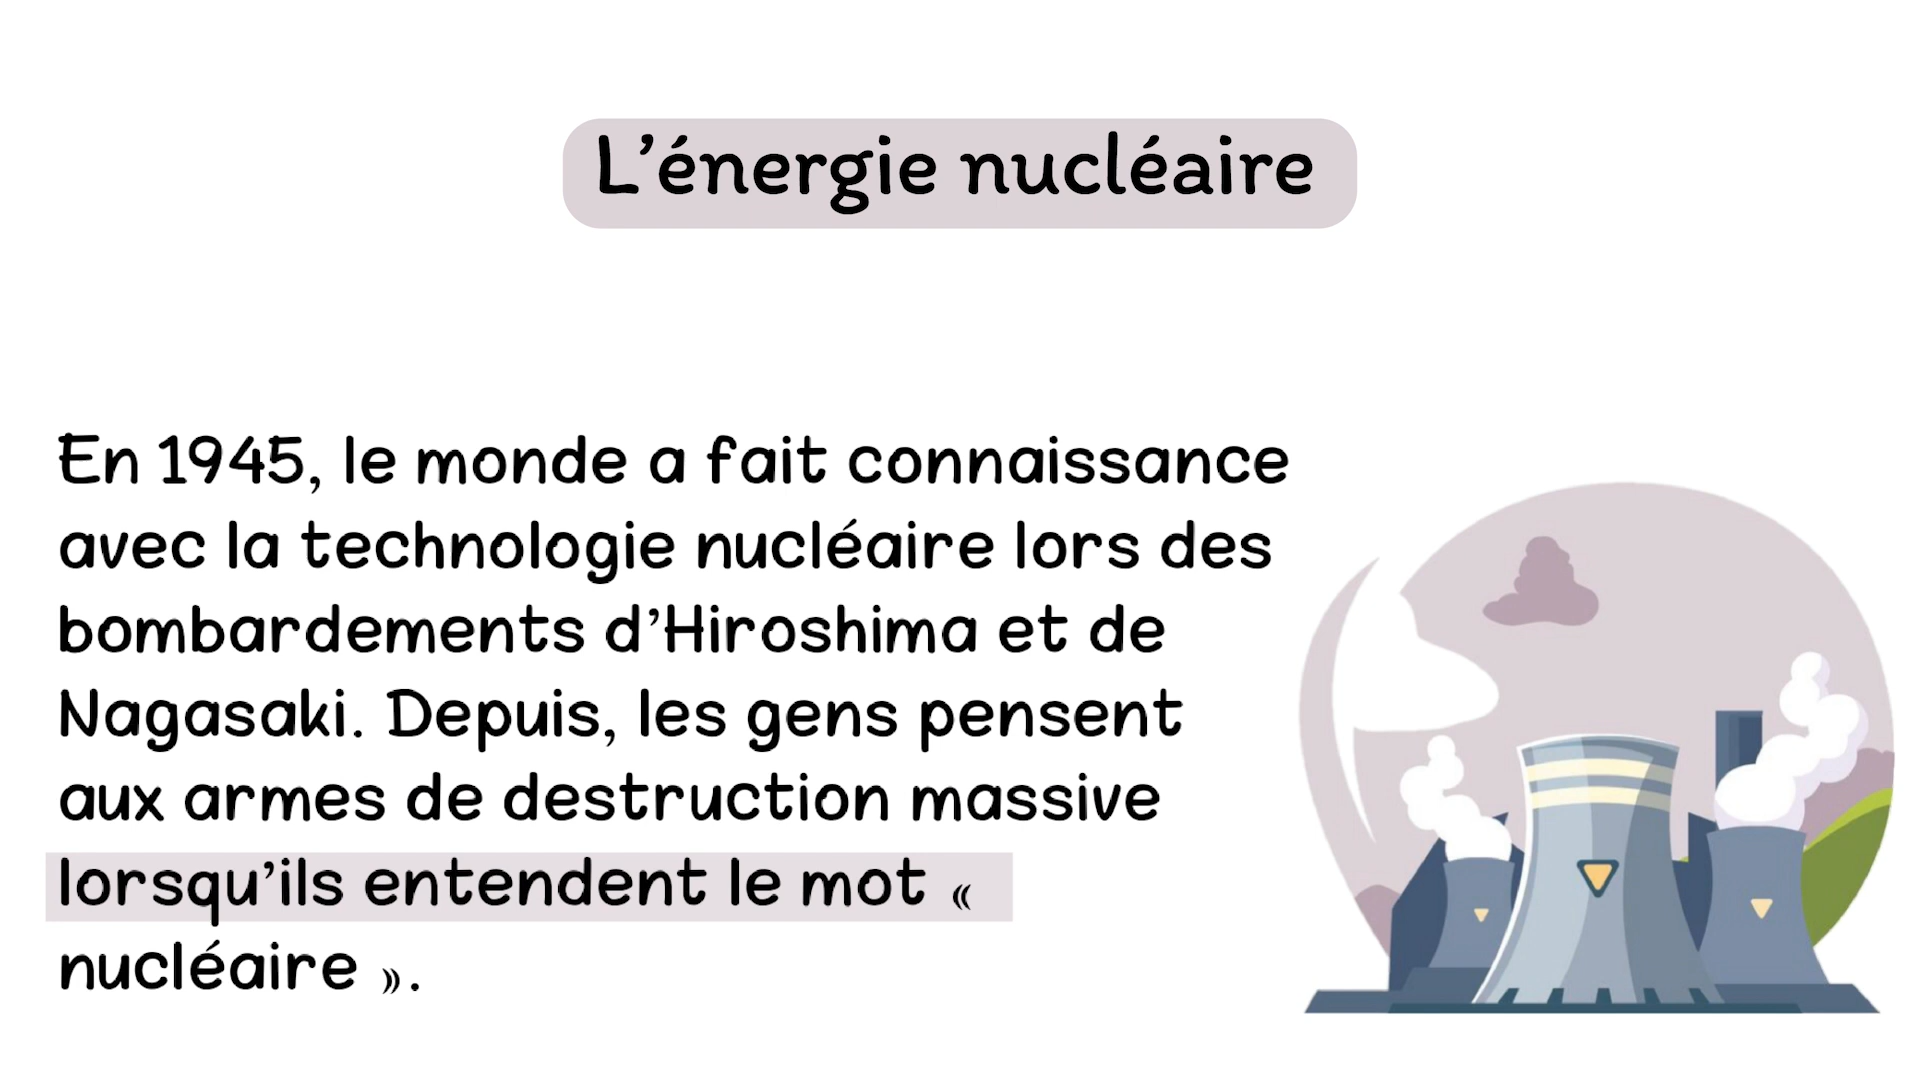 L’énergie nucléaire
En 1945, le monde a fait connaissance
avec la technologie nucléaire lors des
bombardements d’Hiroshima et de
Nagasaki. Depuis, les gens pensent
aux armes de destruction massive
lorsqu’ils entendent le mot «
nucléaire ».